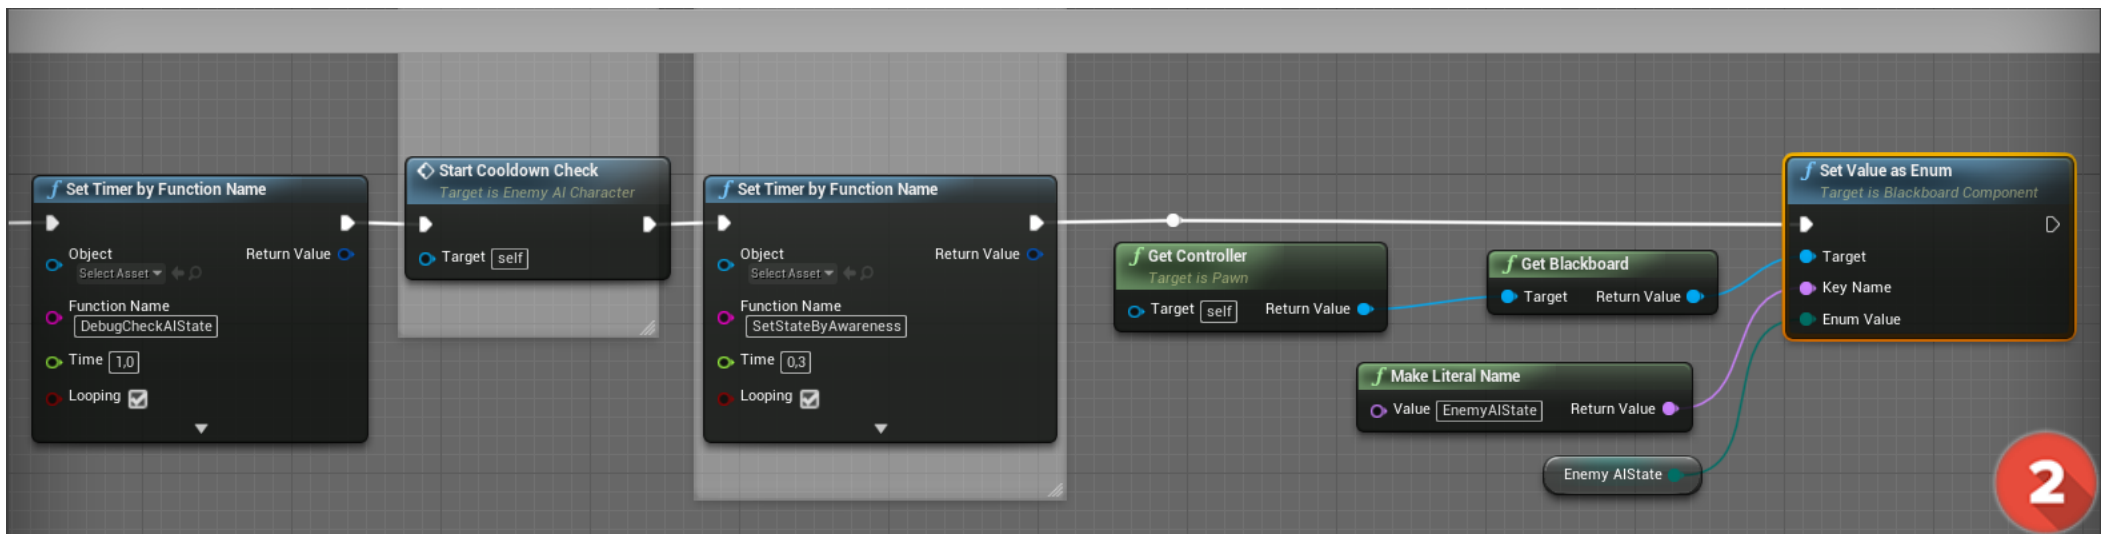 f Set Timer by Function Name
Object
Return Value
Select Asset
Function Name
DebugCheckAIState
Time 1,0
Looping
Start Cooldown Check
Target is Enemy AI Character
Target self
f Set Timer by Function Name
Object
Return Value
Select Asset
Function Name
SetStateByAwareness
Time 0,3
Looping
f Get Controller
Target is Pawn
Target self Return Value
f Get Blackboard
Target Return Value
f Make Literal Name
Value EnemyAIState Return Value
Enemy AIState
f Set Value as Enum
Target is Blackboard Component
Target
Key Name
Enum Value
2